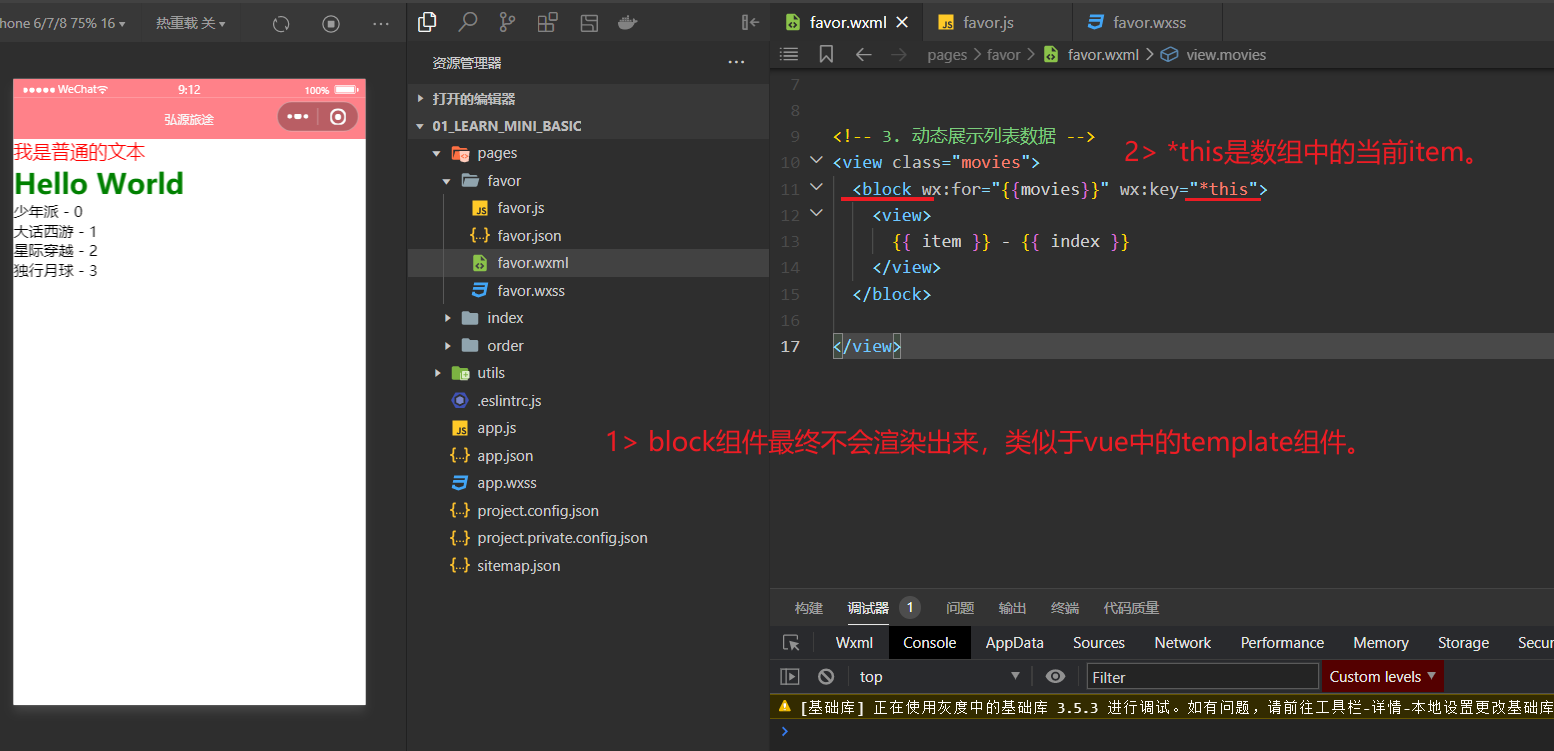 hone 6/7/8 75% 16
热重载 关
WeChat
9:12
100%
弘源旅途
我是普通的文本
Hello World
少年派 - 0
大话西游 - 1
星际穿越 - 2
独行月球 - 3
资源管理器
打开的编辑器
01_LEARN_MINI_BASIC
pages
favor
favor.js
favor.json
favor.wxml
favor.wxss
index
order
utils
.eslintrc.js
app.js
app.json
app.wxss
project.config.json
project.private.config.json
sitemap.json
favor.wxml
favor.js
favor.wxss
pages > favor > favor.wxml > view.movies
7
8
9 <!-- 3. 动态展示列表数据 -->
10 <view class="movies">
11 <block wx:for="{{movies}}" wx:key="*this">
12 <view>
13 {{ item }} - {{ index }}
14 </view>
15 </block>
16
17 </view>
2> *this是数组中的当前item。
1> block组件最终不会渲染出来，类似于vue中的template组件。
构建 调试器 1 问题 输出 终端 代码质量
Wxml Console AppData Sources Network Performance Memory Storage Secur
top Filter Custom levels
[基础库] 正在使用灰度中的基础库 3.5.3 进行调试。如有问题，请前往工具栏-详情-本地设置更改基础库